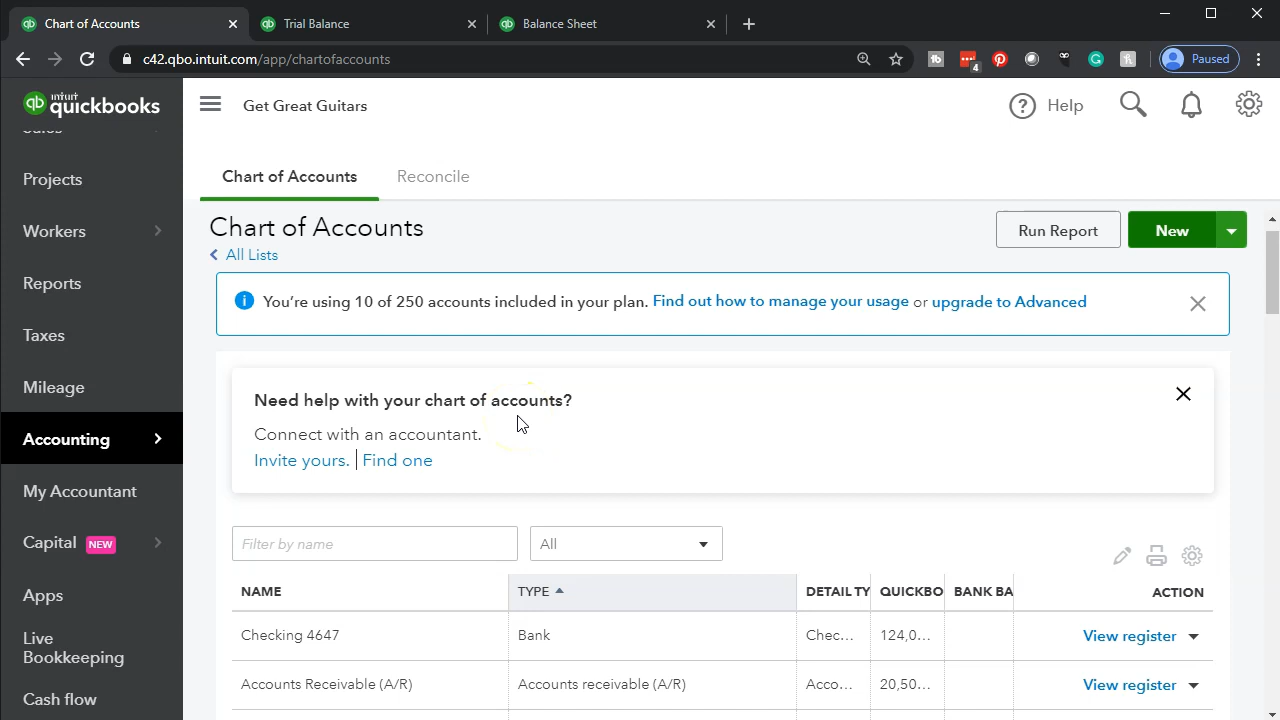 Chart of Accounts
Trial Balance
Balance Sheet
c42.qbo.intuit.com/app/chartofaccounts
4
Paused
intuit
quickbooks
Get Great Guitars
Help
Projects
Workers
Reports
Taxes
Mileage
Accounting
My Accountant
Capital NEW
Apps
Live
Bookkeeping
Cash flow
Chart of Accounts
Reconcile
Chart of Accounts
All Lists
Run Report
New
You're using 10 of 250 accounts included in your plan. Find out how to manage your usage or upgrade to Advanced
Need help with your chart of accounts?
Connect with an accountant.
Invite yours. Find one
Filter by name
All
NAME TYPE DETAIL TY QUICKBO BANK BA ACTION
Checking 4647 Bank Chec... 124,0... View register
Accounts Receivable (A/R) Accounts receivable (A/R) Acco... 20,50... View register